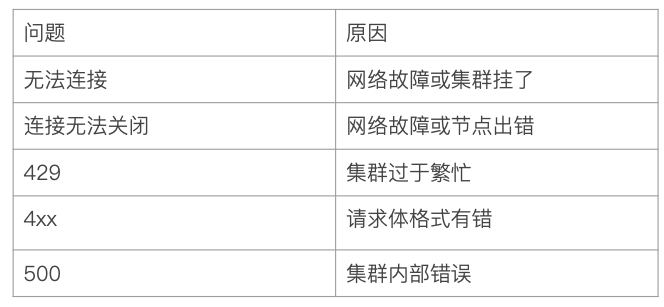 问题 原因
无法连接 网络故障或集群挂了
连接无法关闭 网络故障或节点出错
429 集群过于繁忙
4xx 请求体格式有错
500 集群内部错误